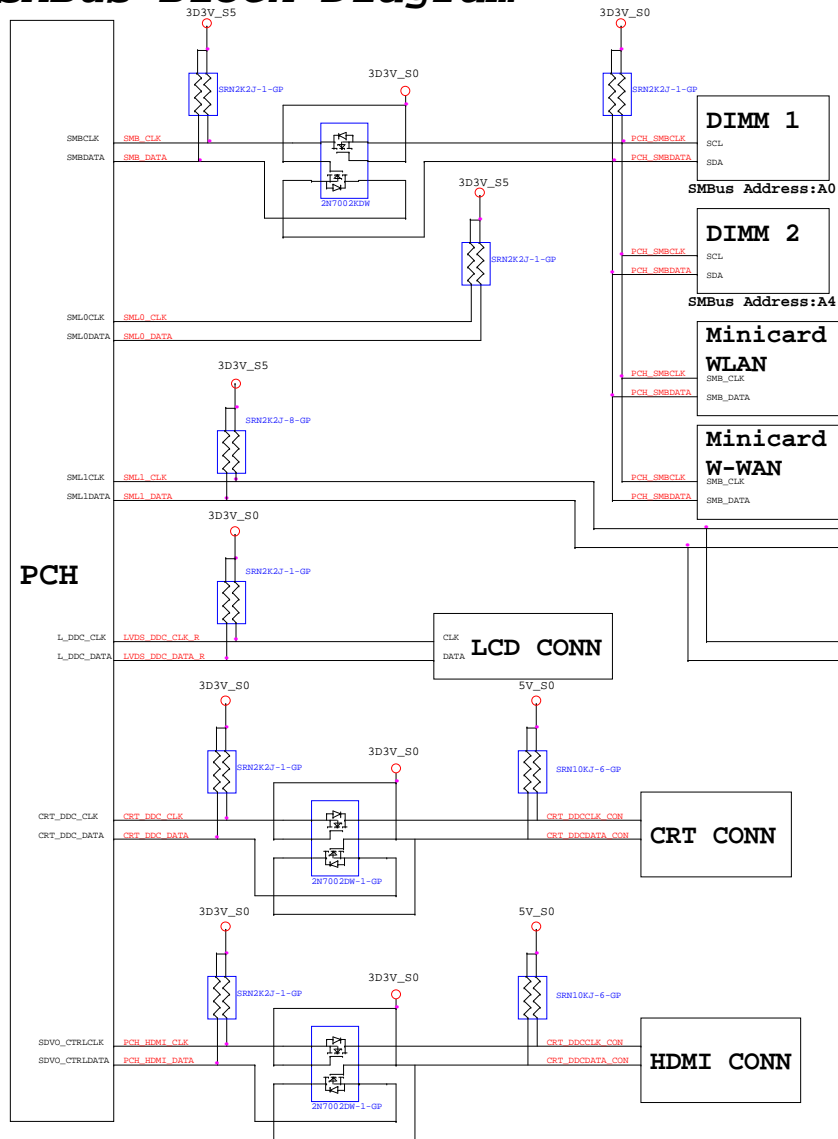 SMBus Block Diagram
3D3V_S5
3D3V_S0
SRN2K2J-1-GP
3D3V_S0
SRN2K2J-1-GP
DIMM 1
SMBCLK
SMB_CLK
PCH_SMBCLK
SCL
SMBDATA
SMB_DATA
PCH_SMBDATA
SDA
2N7002KDW
SMBus Address:A0
3D3V_S5
SRN2K2J-1-GP
DIMM 2
PCH_SMBCLK
SCL
PCH_SMBDATA
SDA
SMBus Address:A4
SML0CLK
SML0_CLK
SML0DATA
SML0_DATA
Minicard
WLAN
PCH_SMBCLK
SMB_CLK
PCH_SMBDATA
SMB_DATA
3D3V_S5
SRN2K2J-8-GP
Minicard
W-WAN
SML1CLK
SML1_CLK
PCH_SMBCLK
SMB_CLK
SML1DATA
SML1_DATA
PCH_SMBDATA
SMB_DATA
3D3V_S0
SRN2K2J-1-GP
PCH
L_DDC_CLK
LVDS_DDC_CLK_R
CLK
L_DDC_DATA
LVDS_DDC_DATA_R
DATA
LCD CONN
3D3V_S0
5V_S0
SRN2K2J-1-GP
3D3V_S0
SRN10KJ-6-GP
CRT_DDC_CLK
CRT_DDC_CLK
CRT_DDCCLK_CON
CRT_DDC_DATA
CRT_DDC_DATA
CRT_DDCDATA_CON
CRT CONN
2N7002DW-1-GP
3D3V_S0
5V_S0
SRN2K2J-1-GP
3D3V_S0
SRN10KJ-6-GP
SDVO_CTRLCLK
PCH_HDMI_CLK
CRT_DDCCLK_CON
SDVO_CTRLDATA
PCH_HDMI_DATA
CRT_DDCDATA_CON
HDMI CONN
2N7002DW-1-GP